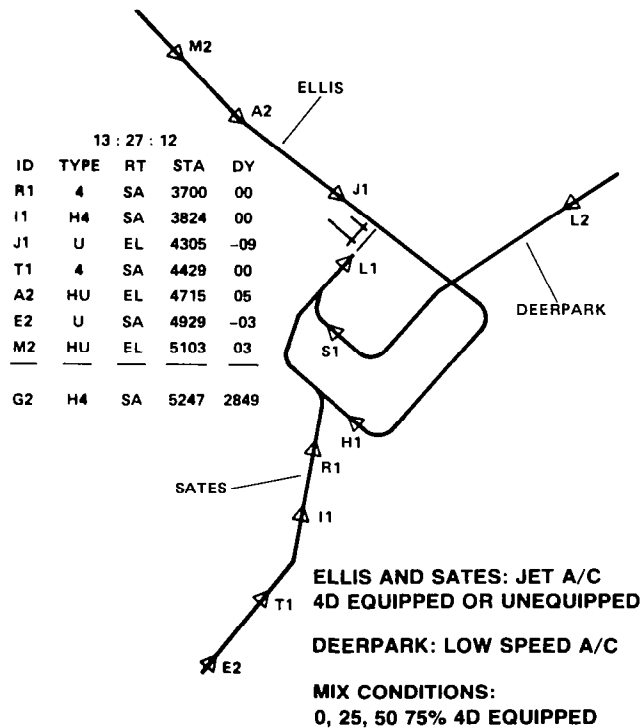 M2
ELLIS
A2
13 : 27 : 12
ID TYPE RT STA DY
R1 4 SA 3700 00
I1 H4 SA 3824 00
J1 U EL 4305 -09
T1 4 SA 4429 00
A2 HU EL 4715 05
E2 U SA 4929 -03
M2 HU EL 5103 03
G2 H4 SA 5247 2849
J1
L2
L1
DEERPARK
S1
H1
R1
SATES
I1
T1
E2
ELLIS AND SATES: JET A/C
4D EQUIPPED OR UNEQUIPPED
DEERPARK: LOW SPEED A/C
MIX CONDITIONS:
0, 25, 50 75% 4D EQUIPPED